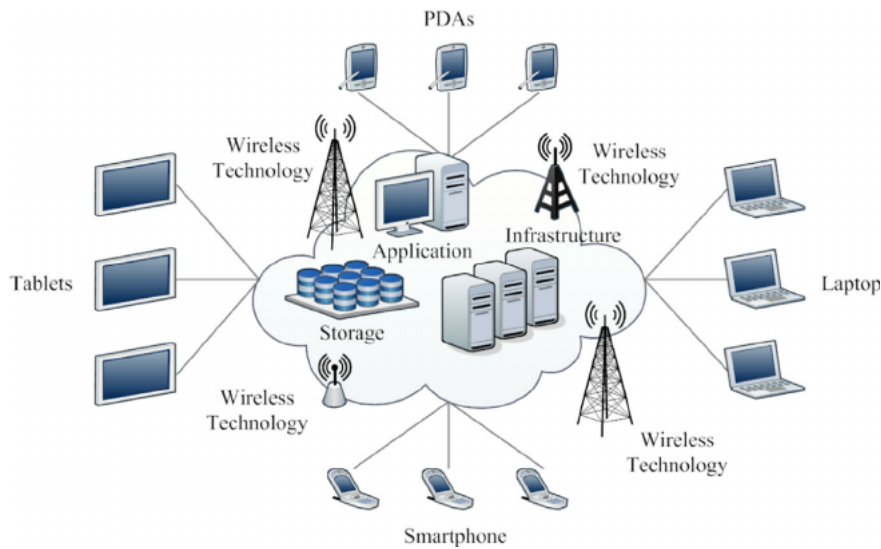 PDAs
Wireless
Technology
Wireless
Technology
Application
Infrastructure
Tablets
Laptop
Storage
Wireless
Technology
Wireless
Technology
Smartphone